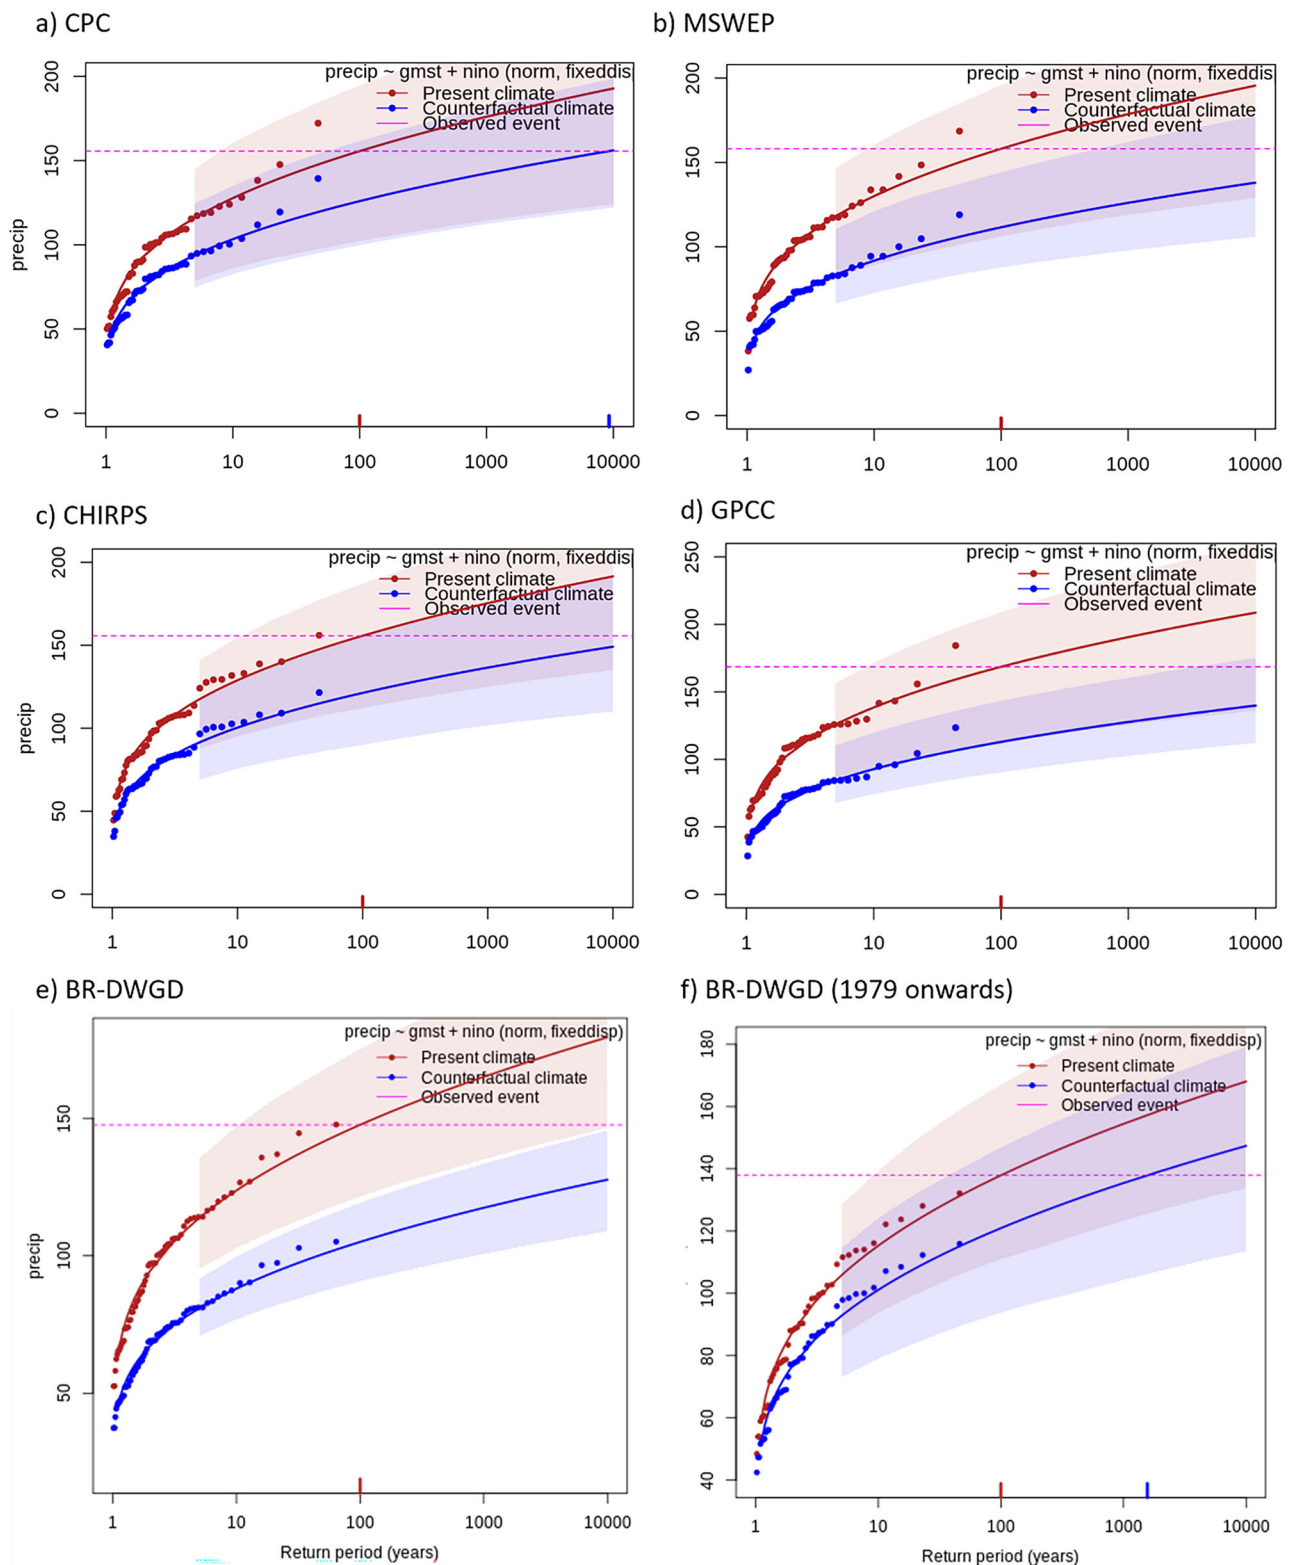 a) CPC
precip ~ gmst + nino (norm, fixeddis
Present climate
Counterfactual climate
Observed event
precip
0
50
100
150
200
1
10
100
1000
10000
b) MSWEP
precip ~ gmst + nino (norm, fixeddis
Present climate
Counterfactual climate
Observed event
0
50
100
150
200
1
10
100
1000
10000
c) CHIRPS
precip ~ gmst + nino (norm, fixeddis
Present climate
Counterfactual climate
Observed event
precip
0
50
100
150
200
1
10
100
1000
10000
d) GPCC
precip ~ gmst + nino (norm, fixeddis
Present climate
Counterfactual climate
Observed event
0
50
100
150
200
250
1
10
100
1000
10000
e) BR-DWGD
precip ~ gmst + nino (norm, fixeddisp)
Present climate
Counterfactual climate
Observed event
precip
50
100
150
1
10
100
1000
10000
Return period (years)
f) BR-DWGD (1979 onwards)
precip ~ gmst + nino (norm, fixeddisp)
Present climate
Counterfactual climate
Observed event
40
60
80
100
120
140
160
180
1
10
100
1000
10000
Return period (years)